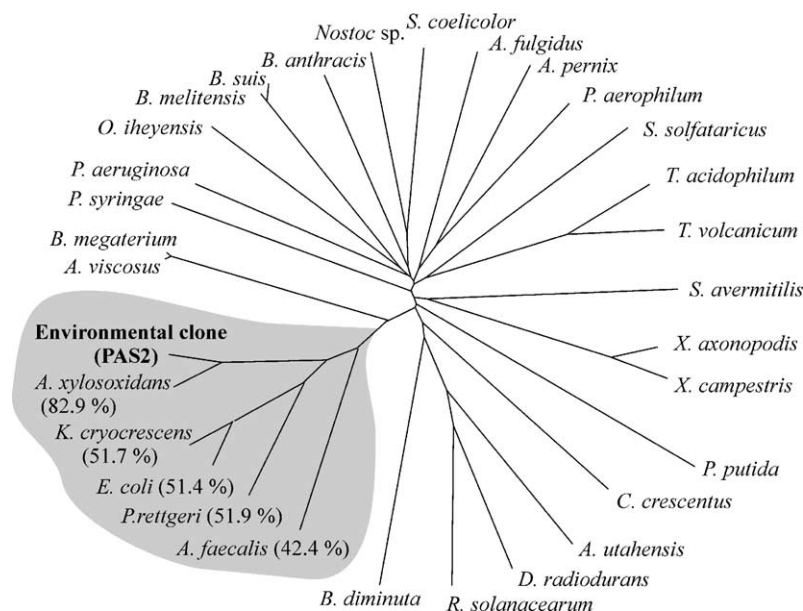 S. coelicolor
Nostoc sp.
A. fulgidus
B. anthracis
A. pernix
B. suis
B. melitensis
P. aerophilum
O. iheyensis
S. solfataricus
P. aeruginosa
T. acidophilum
P. syringae
T. volcanicum
B. megaterium
A. viscosus
S. avermitilis
Environmental clone
(PAS2)
X. axonopodis
A. xylosoxidans
(82.9 %)
X. campestris
K. cryocrescens
(51.7 %)
P. putida
E. coli (51.4 %)
C. crescentus
P.rettgeri (51.9 %)
A. faecalis (42.4 %)
A. utahensis
D. radiodurans
B. diminuta
R. solanacearum